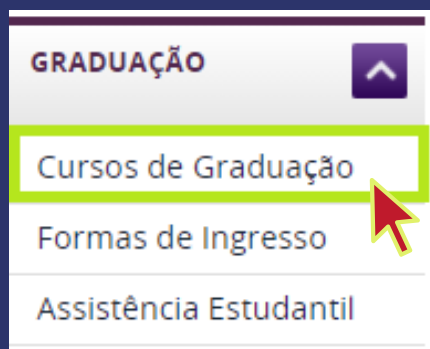 GRADUAÇÃO
Cursos de Graduação
Formas de Ingresso
Assistência Estudantil